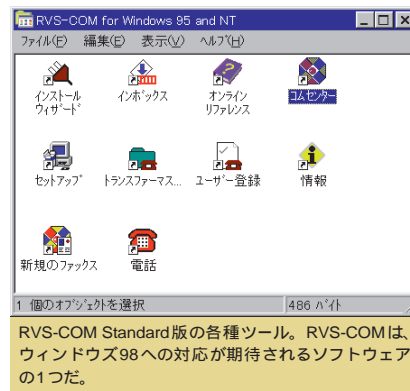 RVS-COM for Windows 95 and NT
ファイル(F) 編集(E) 表示(V) ヘルプ(H)
インストール
ウィザード
インボックス
オンライン
リファレンス
コムセンター
セットアップ
トランスファーマス...
ユーザー登録
情報
新規のファックス
電話
1 個のオブジェクトを選択
486 バイト
RVS-COM Standard版の各種ツール。RVS-COMは、
ウィンドウズ98への対応が期待されるソフトウェア
の1つだ。